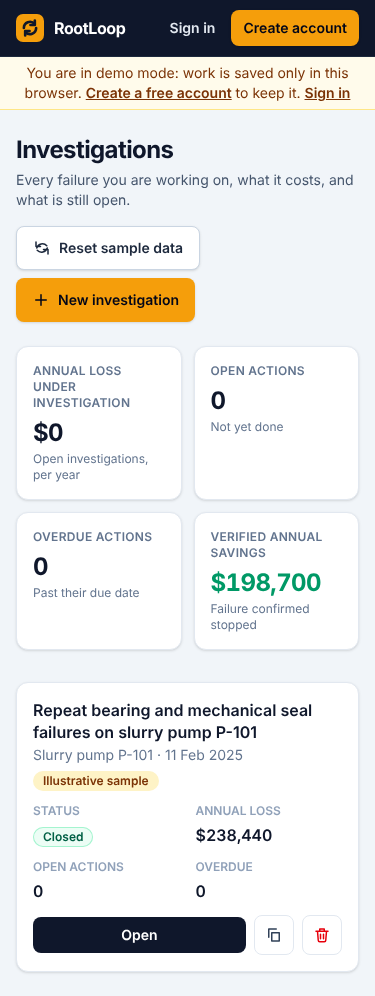 RootLoop
Sign in
Create account
You are in demo mode: work is saved only in this
browser. Create a free account to keep it. Sign in
Investigations
Every failure you are working on, what it costs, and
what is still open.
Reset sample data
New investigation
ANNUAL LOSS
UNDER
INVESTIGATION
$0
Open investigations,
per year
OPEN ACTIONS
0
Not yet done
OVERDUE ACTIONS
0
Past their due date
VERIFIED ANNUAL
SAVINGS
$198,700
Failure confirmed
stopped
Repeat bearing and mechanical seal
failures on slurry pump P-101
Slurry pump P-101 · 11 Feb 2025
Illustrative sample
STATUS
Closed
ANNUAL LOSS
$238,440
OPEN ACTIONS
0
OVERDUE
0
Open